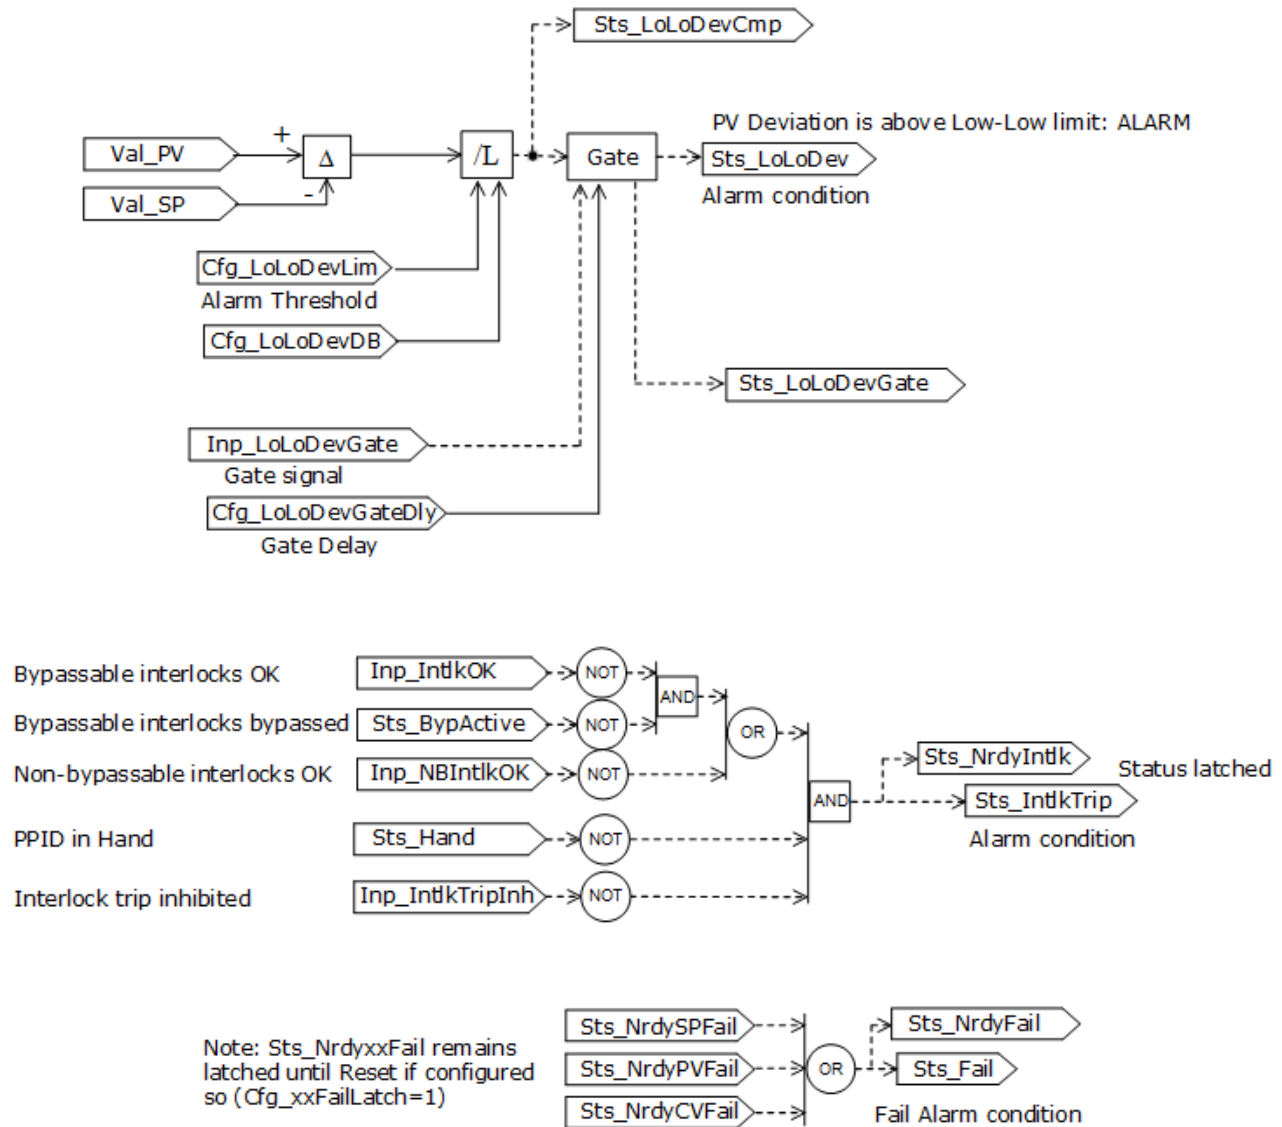 Sts_LoLoDevCmp
PV Deviation is above Low-Low limit: ALARM
+
Val_PV
Δ
/L
Gate
Sts_LoLoDev
-
Val_SP
Alarm condition
Cfg_LoLoDevLim
Alarm Threshold
Cfg_LoLoDevDB
Sts_LoLoDevGate
Inp_LoLoDevGate
Gate signal
Cfg_LoLoDevGateDly
Gate Delay
Bypassable interlocks OK
Inp_IntlkOK
NOT
AND
Bypassable interlocks bypassed
Sts_BypActive
NOT
OR
Non-bypassable interlocks OK
Inp_NBIntlkOK
NOT
Sts_NrdyIntlk
Status latched
AND
Sts_IntlkTrip
Alarm condition
PPID in Hand
Sts_Hand
NOT
Interlock trip inhibited
Inp_IntlkTripInh
NOT
Note: Sts_NrdyxxFail remains
latched until Reset if configured
so (Cfg_xxFailLatch=1)
Sts_NrdySPFail
Sts_NrdyPVFail
Sts_NrdyCVFail
OR
Sts_NrdyFail
Sts_Fail
Fail Alarm condition